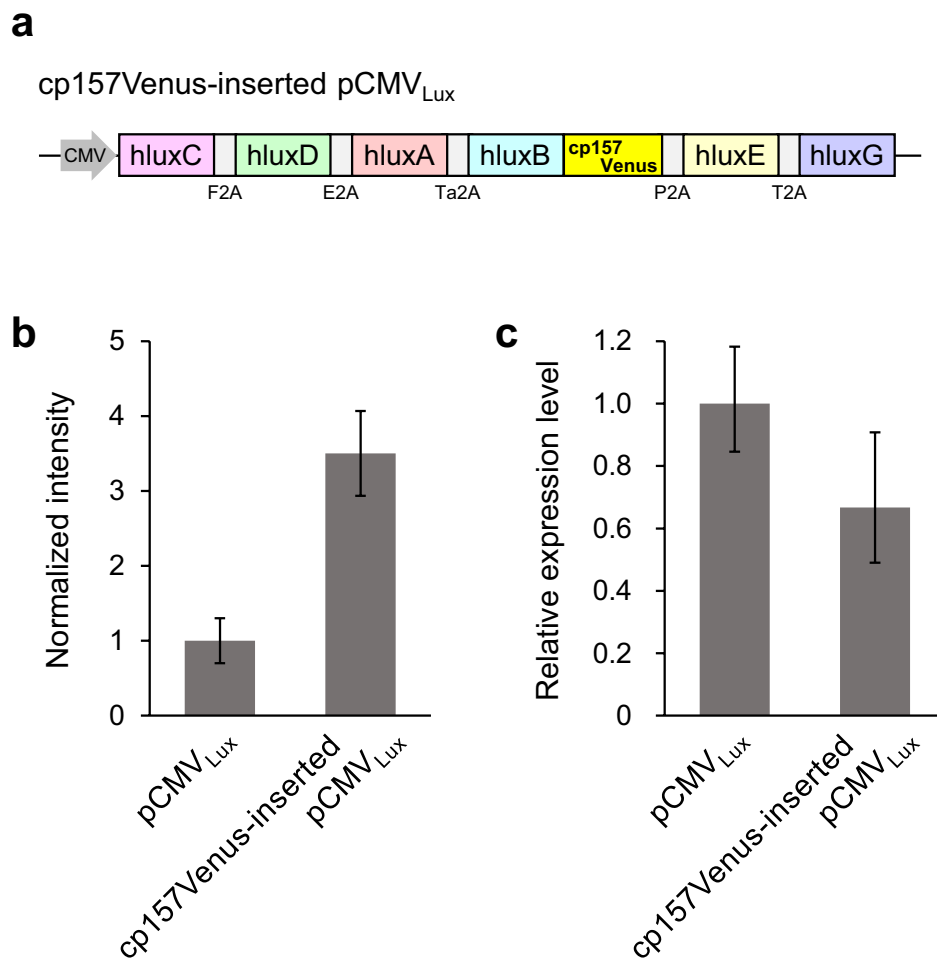 a
cp157Venus-inserted pCMVLux
CMV hluxC hluxD hluxA hluxB cp157 Venus hluxE hluxG
F2A E2A Ta2A P2A T2A
b
Normalized intensity
5
4
3
2
1
0
pCMVLux
cp157Venus-inserted
pCMVLux
c
Relative expression level
1.2
1.0
0.8
0.6
0.4
0.2
0
pCMVLux
cp157Venus-inserted
pCMVLux